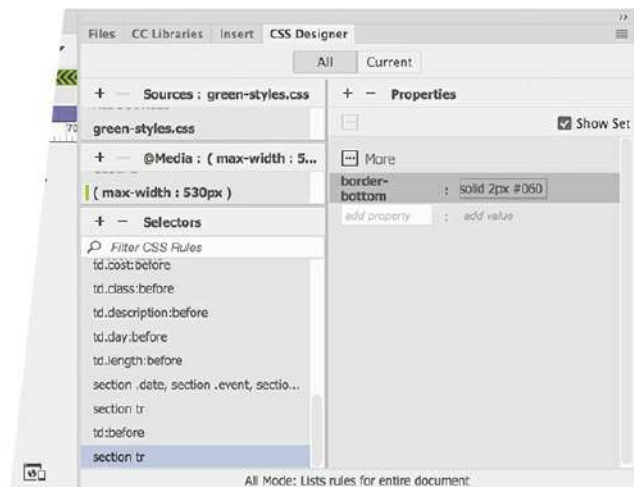 Files CC Libraries Insert CSS Designer
All Current
+ − Sources : green-styles.css
+ − Properties
green-styles.css
Show Set
70
+ − @Media : ( max-width : 5...
More
( max-width : 530px )
border-bottom : solid 2px #060
add property : add value
+ − Selectors
Filter CSS Rules
td.cost:before
td.class:before
td.description:before
td.day:before
td.length:before
section .date, section .event, sectio...
section tr
td:before
section tr
All Mode: Lists rules for entire document